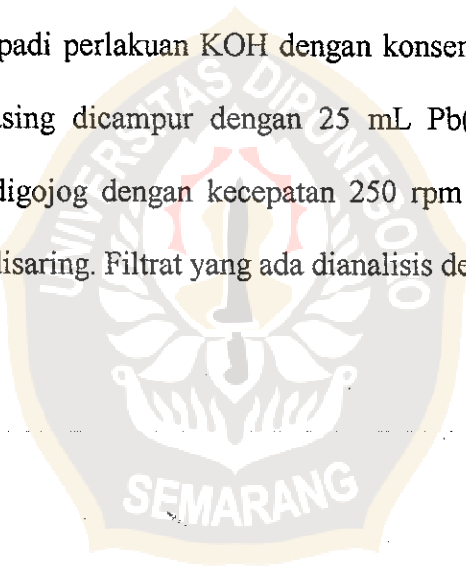 padi perlakuan KOH dengan konsen
sing dicampur dengan 25 mL Pb(
digojog dengan kecepatan 250 rpm
disaring. Filtrat yang ada dianalisis de
UNIVERSITAS DIPONEGORO
SEMARANG